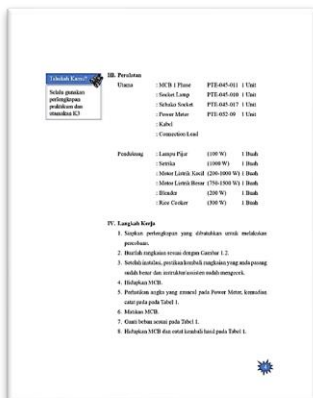 Tahukah Kamu?
Selalu gunakan
perlengkapan
praktikum dan
utamakan K3
III. Peralatan
Utama : MCB 1 Phase PTE-045-011 1 Unit
: Socket Lamp PTE-045-010 1 Unit
: Sebuka Socket PTE-045-017 1 Unit
: Power Meter PTE-052-09 1 Unit
: Kabel
: Connection Lead
Pendukung : Lampu Pijar (100 W) 1 Buah
: Setrika (1000 W) 1 Buah
: Motor Listrik Kecil (200-1000 W) 1 Buah
: Motor Listrik Besar (750-1500 W) 1 Buah
: Blender (200 W) 1 Buah
: Rice Cooker (300 W) 1 Buah
IV. Langkah Kerja
1. Siapkan perlengkapan yang dibutuhkan untuk melakukan
percobaan.
2. Buatlah rangkaian sesuai dengan Gambar 1.2.
3. Setelah instalasi, pastikan kembali rangkaian yang anda pasang
sudah benar dan instruktur/asisten sudah mengecek.
4. Hidupkan MCB.
5. Perhatikan angka yang muncul pada Power Meter, kemudian
catat pada pada Tabel 1.
6. Matikan MCB.
7. Ganti beban sesuai pada Tabel 1.
8. Hidupkan MCB dan catat kembali hasil pada Tabel 1.